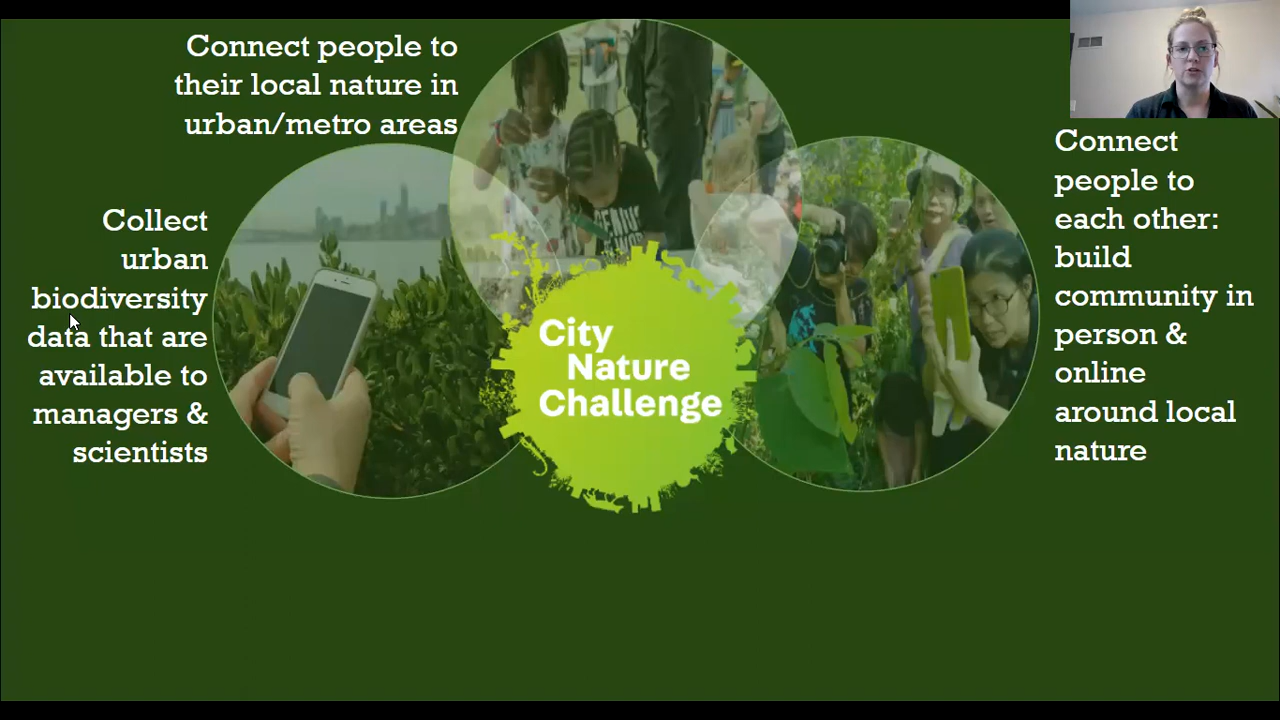 Connect people to
their local nature in
urban/metro areas
Collect
urban
biodiversity
data that are
available to
managers &
scientists
City
Nature
Challenge
Connect
people to
each other:
build
community in
person &
online
around local
nature